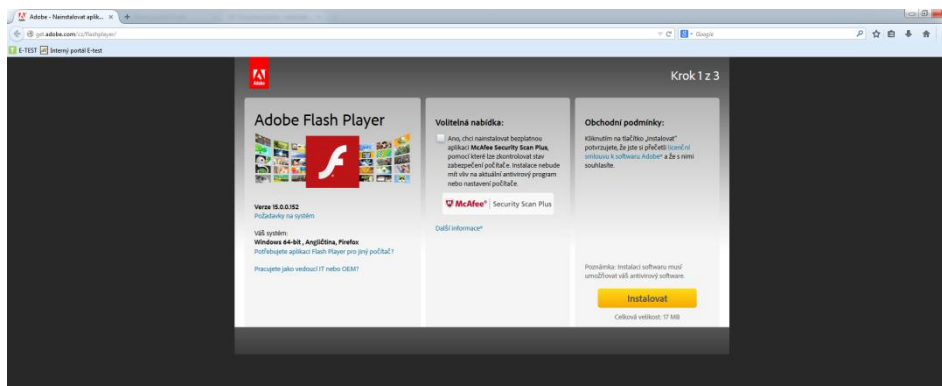 Adobe - Nainstalovat aplik...
get.adobe.com/cz/flashplayer/
Google
E-TEST Interný portál E-test
Adobe
Krok 1 z 3
Adobe Flash Player
Verze 15.0.0.152
Požadavky na systém
Váš systém:
Windows 64-bit , Angličtina, Firefox
Potřebujete aplikaci Flash Player pro jiný počítač?
Pracujete jako vedoucí IT nebo OEM?
Volitelná nabídka:
Ano, chci nainstalovat bezplatnou
aplikaci McAfee Security Scan Plus,
pomocí které lze zkontrolovat stav
zabezpečení počítače. Instalace nebude
mít vliv na aktuální antivirový program
nebo nastavení počítače.
McAfee® Security Scan Plus
Další informace*
Obchodní podmínky:
Kliknutím na tlačítko „Instalovat“
potvrzujete, že jste si přečetli licenční
smlouvu k softwaru Adobe* a že s nimi
souhlasíte.
Poznámka: Instalaci softwaru musí
umožňovat váš antivirový software.
Instalovat
Celková velikost: 17 MB